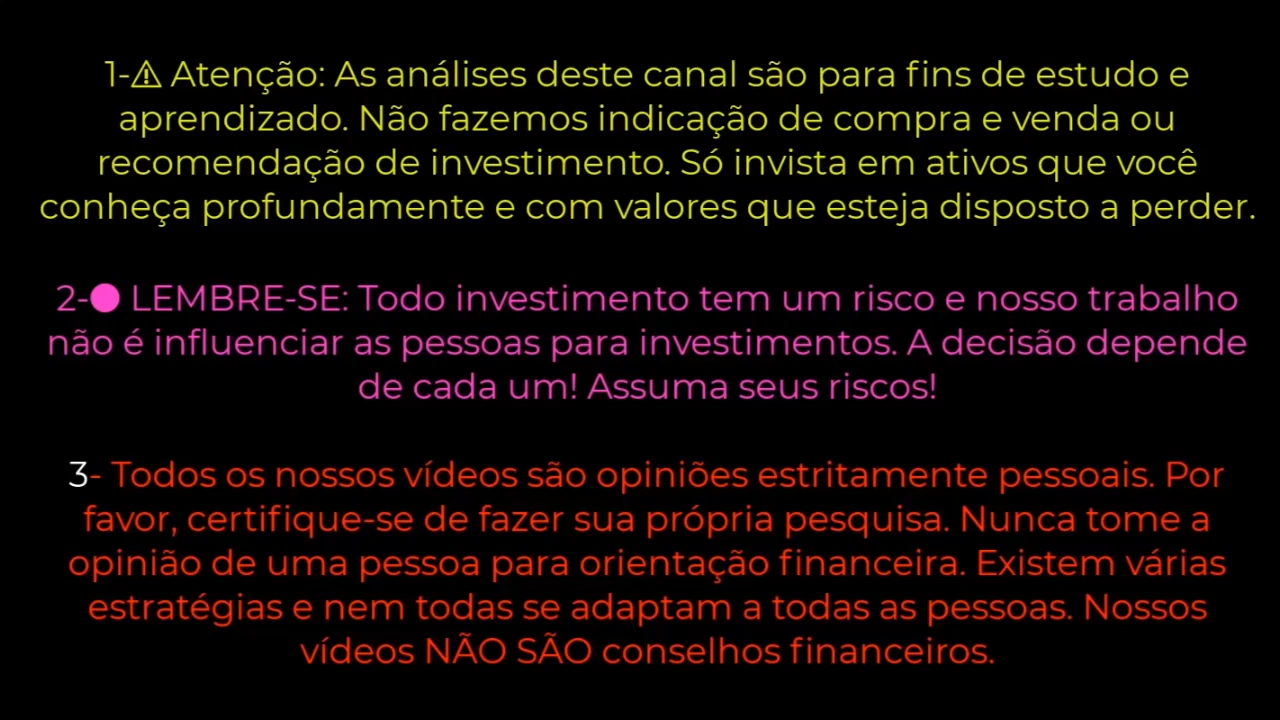 1-⚠ Atenção: As análises deste canal são para fins de estudo e
aprendizado. Não fazemos indicação de compra e venda ou
recomendação de investimento. Só invista em ativos que você
conheça profundamente e com valores que esteja disposto a perder.
2-● LEMBRE-SE: Todo investimento tem um risco e nosso trabalho
não é influenciar as pessoas para investimentos. A decisão depende
de cada um! Assuma seus riscos!
3- Todos os nossos vídeos são opiniões estritamente pessoais. Por
favor, certifique-se de fazer sua própria pesquisa. Nunca tome a
opinião de uma pessoa para orientação financeira. Existem várias
estratégias e nem todas se adaptam a todas as pessoas. Nossos
vídeos NÃO SÃO conselhos financeiros.